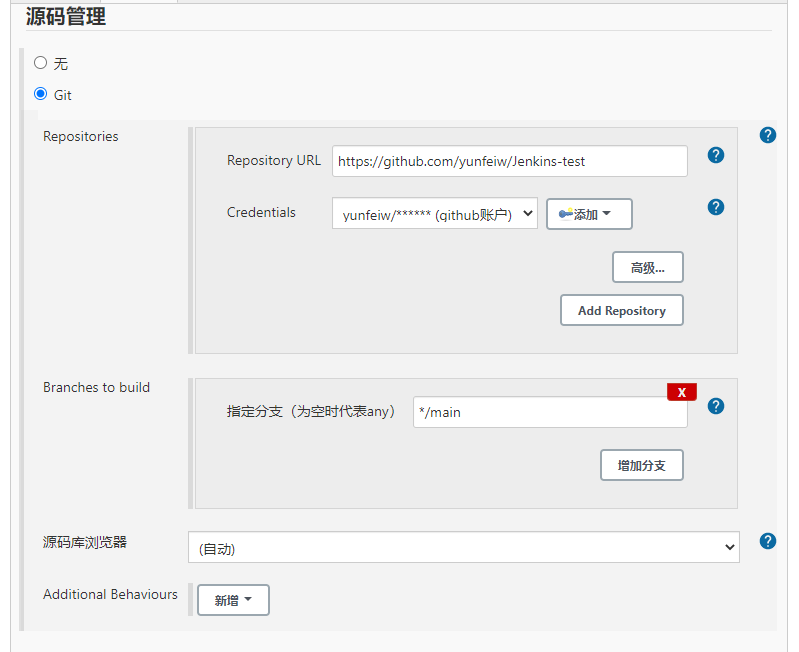 源码管理
无
Git
Repositories
?
Repository URL
https://github.com/yunfeiw/Jenkins-test
?
Credentials
yunfeiw/****** (github账户)
添加
?
高级...
Add Repository
Branches to build
X
指定分支（为空时代表any）
*/main
?
增加分支
源码库浏览器
(自动)
?
Additional Behaviours
新增